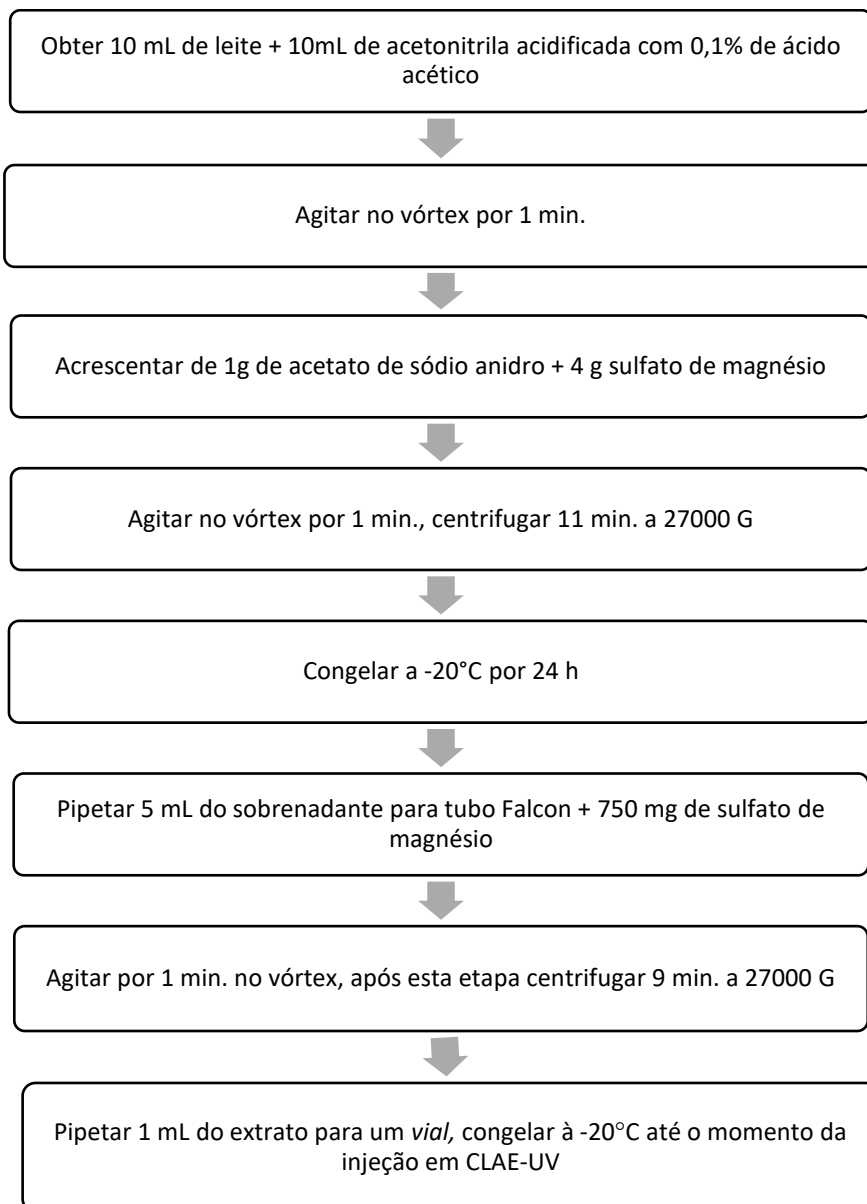 Obter 10 mL de leite + 10mL de acetonitrila acidificada com 0,1% de ácido
acético
Agitar no vórtex por 1 min.
Acrescentar de 1g de acetato de sódio anidro + 4 g sulfato de magnésio
Agitar no vórtex por 1 min., centrifugar 11 min. a 27000 G
Congelar a -20°C por 24 h
Pipetar 5 mL do sobrenadante para tubo Falcon + 750 mg de sulfato de
magnésio
Agitar por 1 min. no vórtex, após esta etapa centrifugar 9 min. a 27000 G
Pipetar 1 mL do extrato para um vial, congelar à -20°C até o momento da
injeção em CLAE-UV